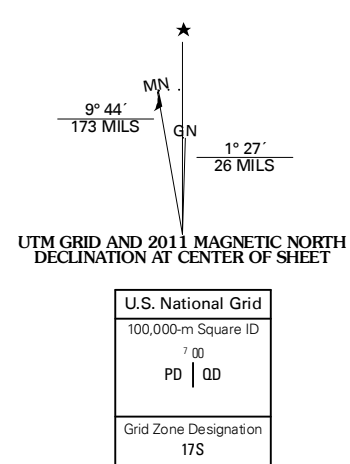 ★
MN
9° 44´
173 MILS
GN
1° 27´
26 MILS
UTM GRID AND 2011 MAGNETIC NORTH
DECLINATION AT CENTER OF SHEET
U.S. National Grid
100,000-m Square ID
7 00
PD QD
Grid Zone Designation
17S